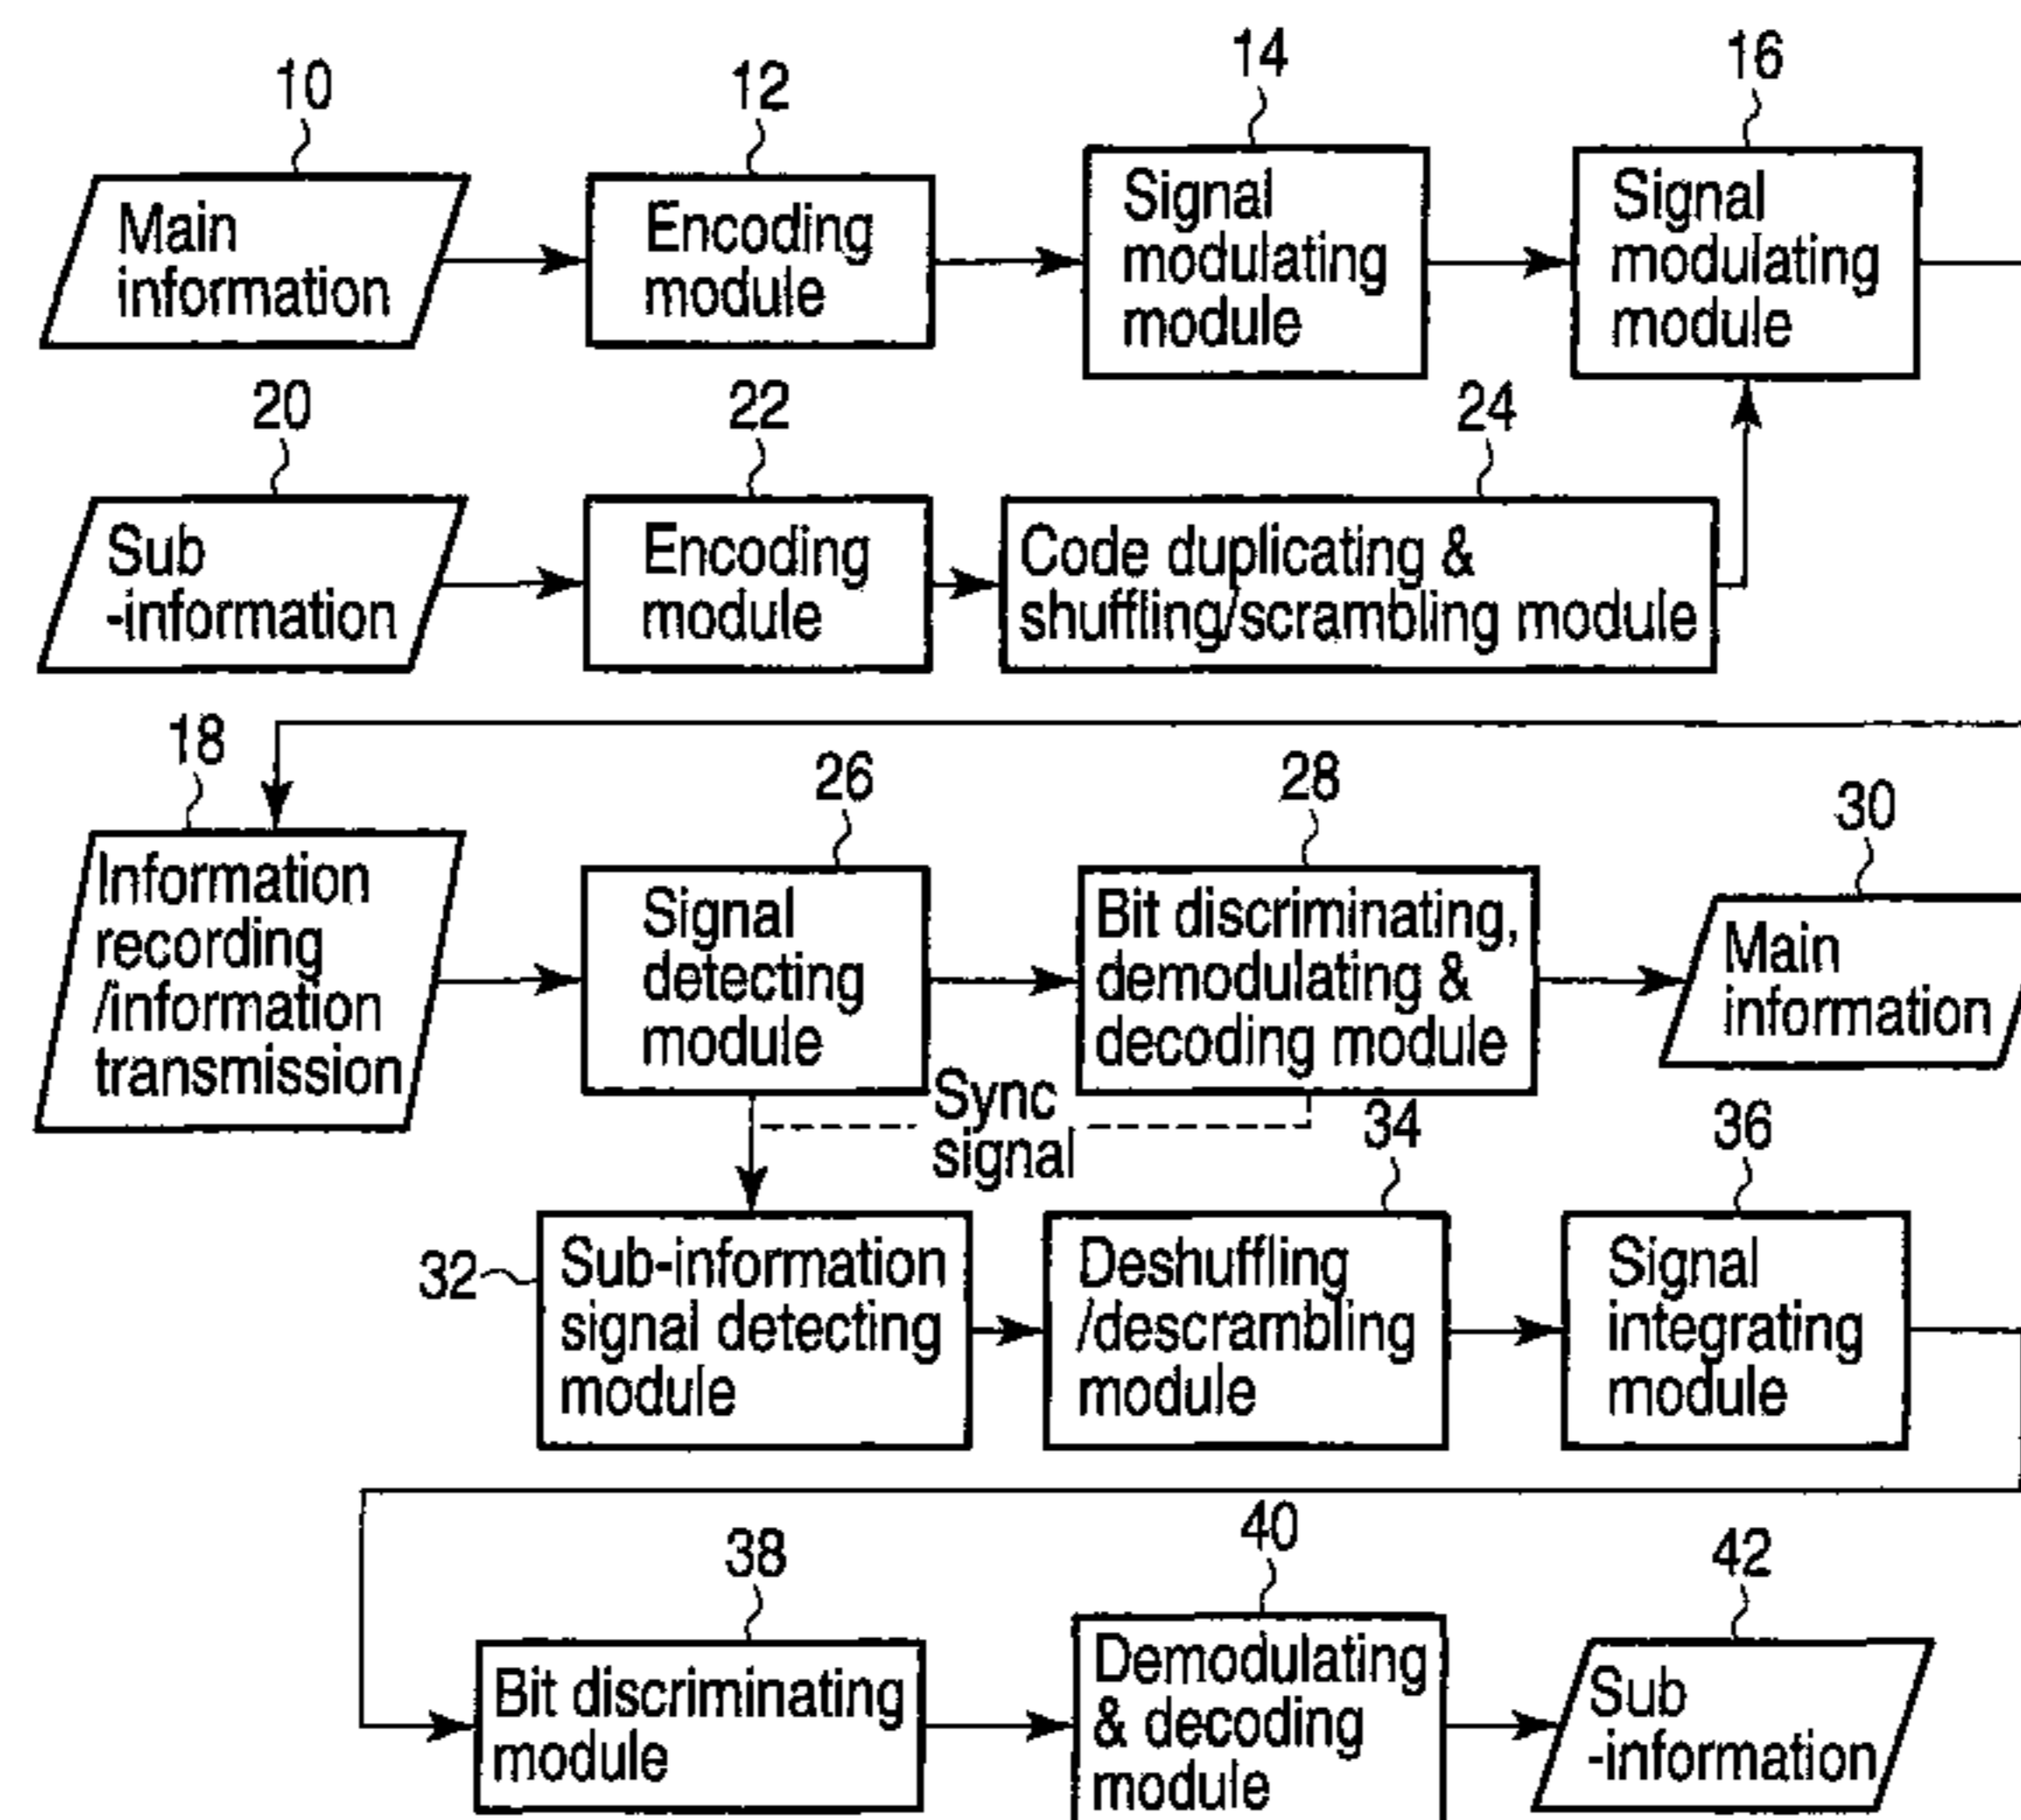 10
12
14
16
Main
information
Encoding
module
Signal
modulating
module
Signal
modulating
module
20
22
24
Sub
-information
Encoding
module
Code duplicating &
shuffling/scrambling module
18
26
28
30
Information
recording
/information
transmission
Signal
detecting
module
Bit discriminating,
demodulating &
decoding module
Main
information
Sync
signal
34
36
32
Sub-information
signal detecting
module
Deshuffling
/descrambling
module
Signal
integrating
module
38
40
42
Bit discriminating
module
Demodulating
& decoding
module
Sub
-information